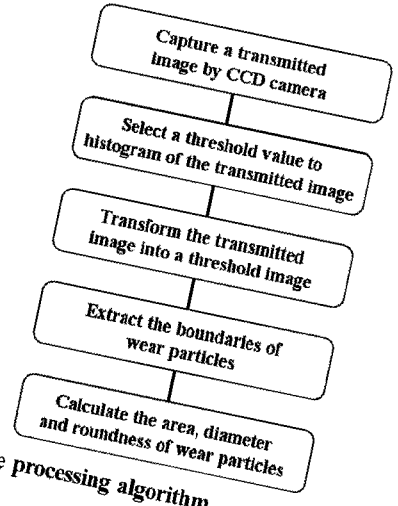 Capture a transmitted
image by CCD camera
Select a threshold value to
histogram of the transmitted image
Transform the transmitted
image into a threshold image
Extract the boundaries of
wear particles
Calculate the area, diameter
and roundness of wear particles
processing algorithm